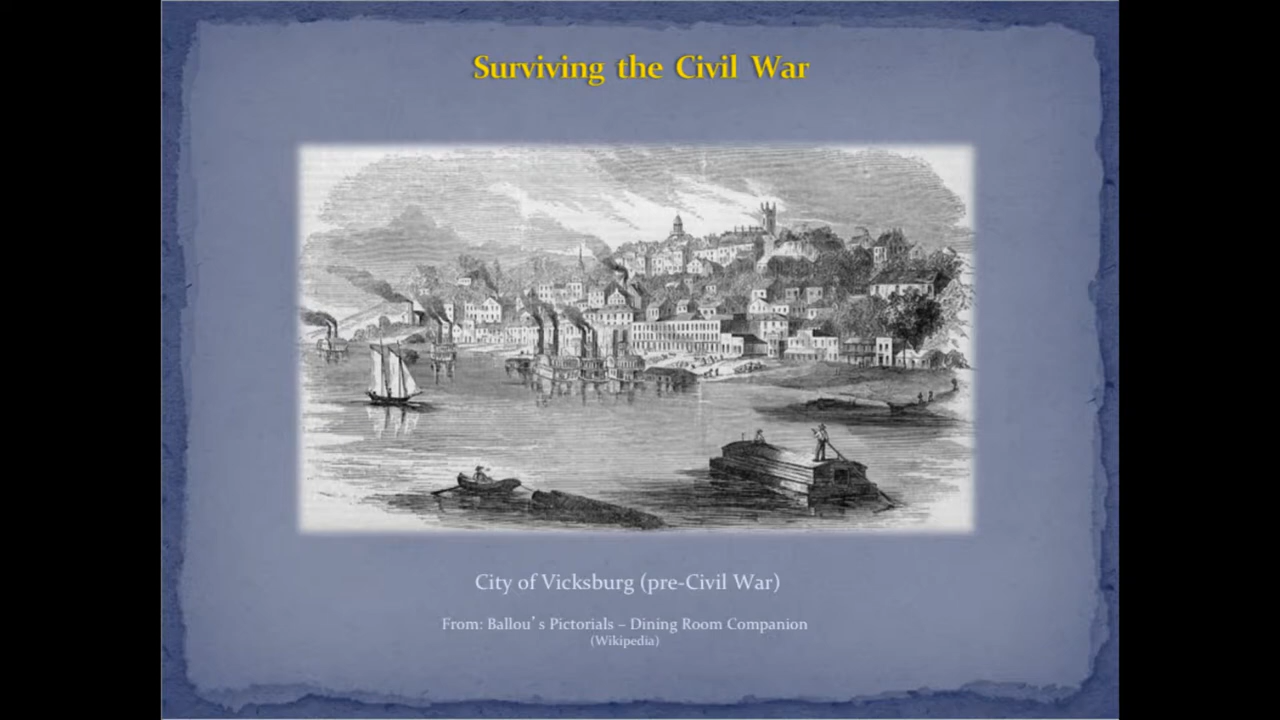 Surviving the Civil War
City of Vicksburg (pre-Civil War)
From: Ballou's Pictorials – Dining Room Companion
(Wikipedia)